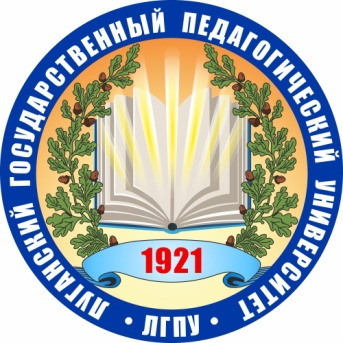 ЛУГАНСКИЙ ГОСУДАРСТВЕННЫЙ ПЕДАГОГИЧЕСКИЙ УНИВЕРСИТЕТ
1921
• ЛГПУ •